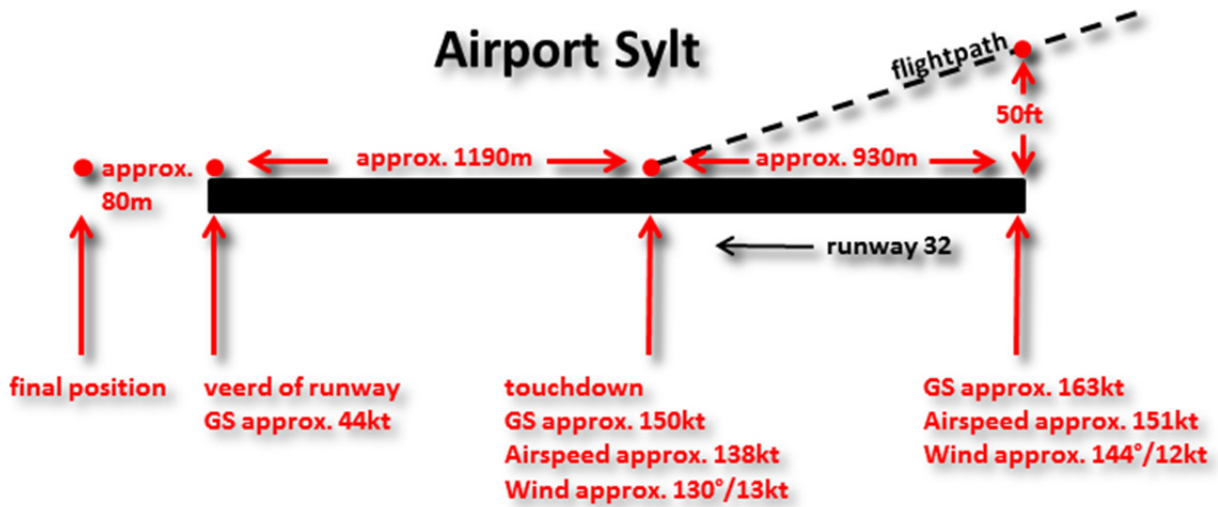 Airport Sylt
flightpath
50ft
approx. 1190m
approx. 930m
approx.
80m
runway 32
final position
veerd of runway
GS approx. 44kt
touchdown
GS approx. 150kt
Airspeed approx. 138kt
Wind approx. 130°/13kt
GS approx. 163kt
Airspeed approx. 151kt
Wind approx. 144°/12kt